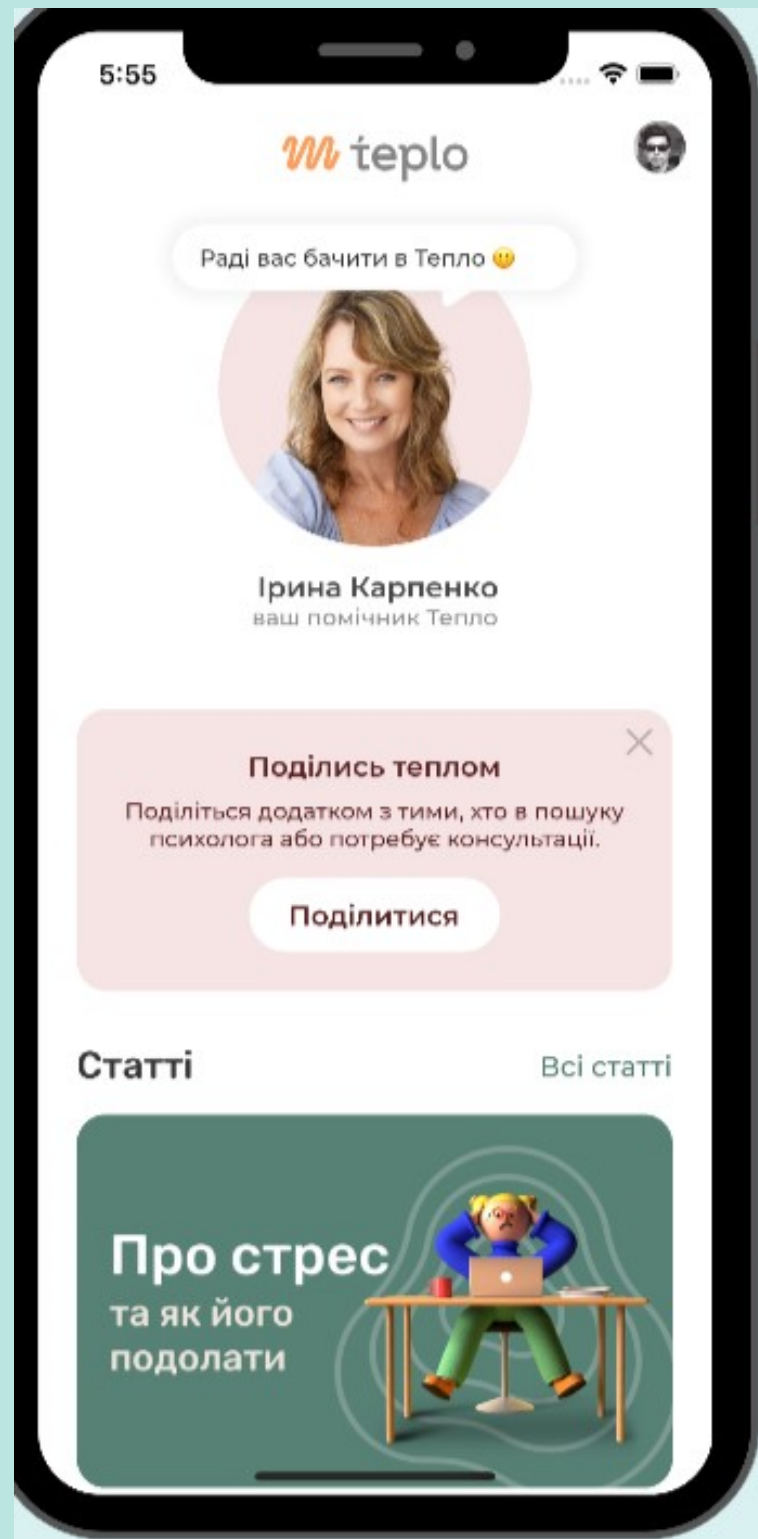 5:55
ṫeplo
Раді вас бачити в Тепло 🙂
Ірина Карпенко
ваш помічник Тепло
Поділись теплом
Поділіться додатком з тими, хто в пошуку
психолога або потребує консультації.
Поділитися
Статті
Всі статті
Про стрес
та як його
подолати